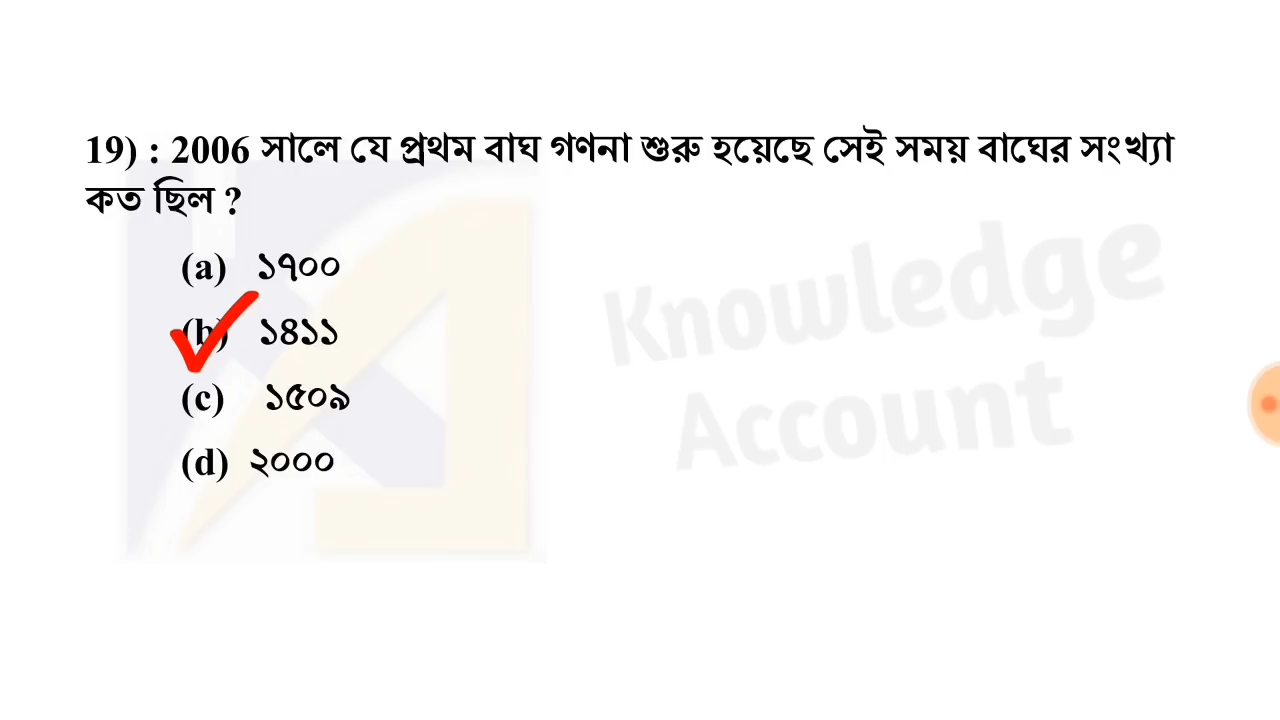 19) : 2006 সালে যে প্রথম বাঘ গণনা শুরু হয়েছে সেই সময় বাঘের সংখ্যা
কত ছিল ?
(a) ১৭০০
(b) ১৪১১
(c) ১৫০৯
(d) ২০০০
Knowledge
Account